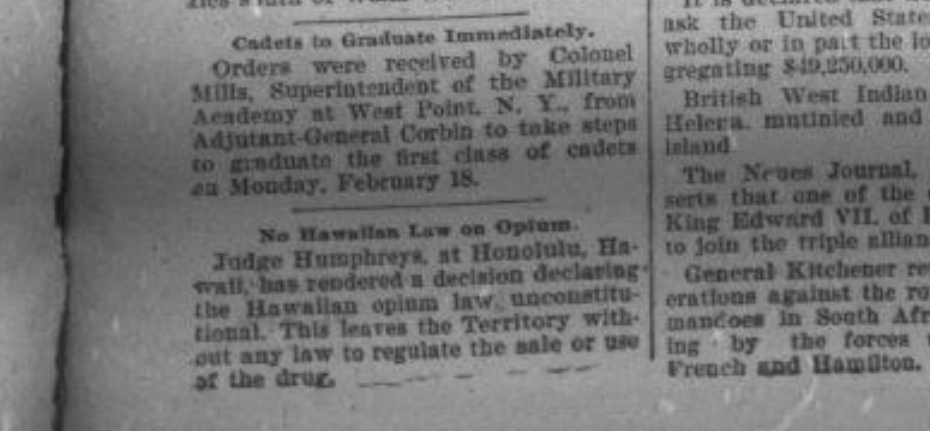 Cadets to Graduate Immediately.
Orders were received by Colonel
Mills, Superintendent of the Military
Academy at West Point, N. Y., from
Adjutant-General Corbin to take steps
to graduate the first class of cadets
on Monday, February 18.
No Hawaiian Law on Opium.
Judge Humphreys, at Honolulu, Ha-
waii, has rendered a decision declaring
the Hawaiian opium law unconstitu-
tional. This leaves the Territory with-
out any law to regulate the sale or use
of the drug.
ask the United State
wholly or in part the lo
gregating $49,250,000.
British West Indian
Helena, mutinied and
island
The Neues Journal,
serts that one of the
King Edward VII. of
to join the triple allian
General Kitchener re
erations against the ro
mandoes in South Afr
ing by the forces
French and Hamilton.